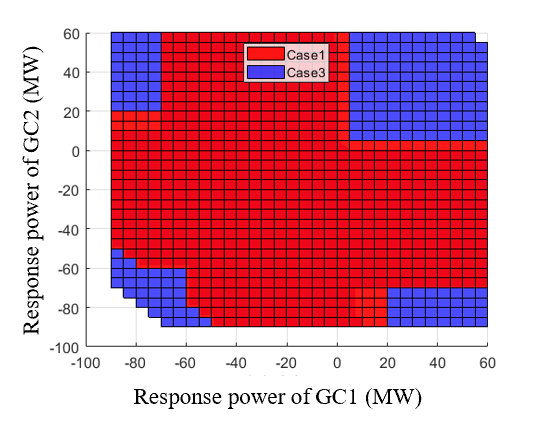 Response power of GC2 (MW)
60
40
20
0
-20
-40
-60
-80
-100
Case1
Case3
-100 -80 -60 -40 -20 0 20 40 60
Response power of GC1 (MW)